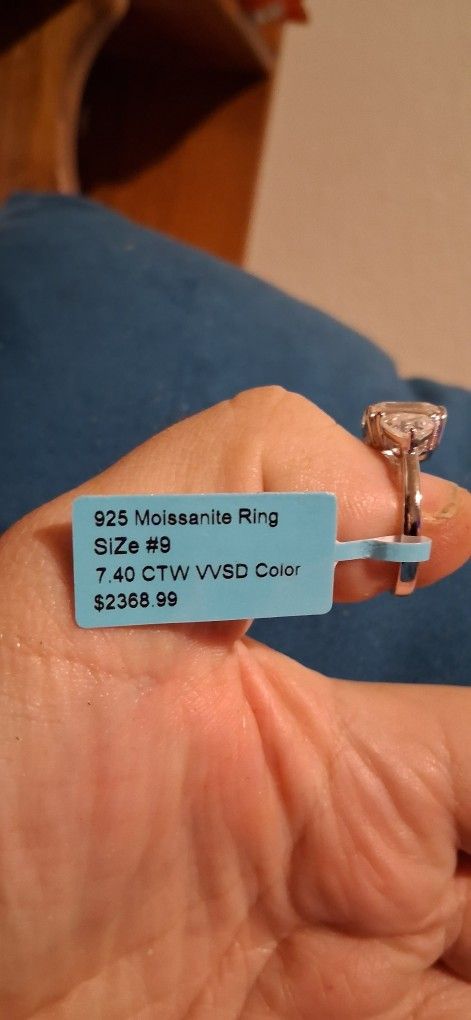 925 Moissanite Ring
SiZe #9
7.40 CTW VVSD Color
$2368.99